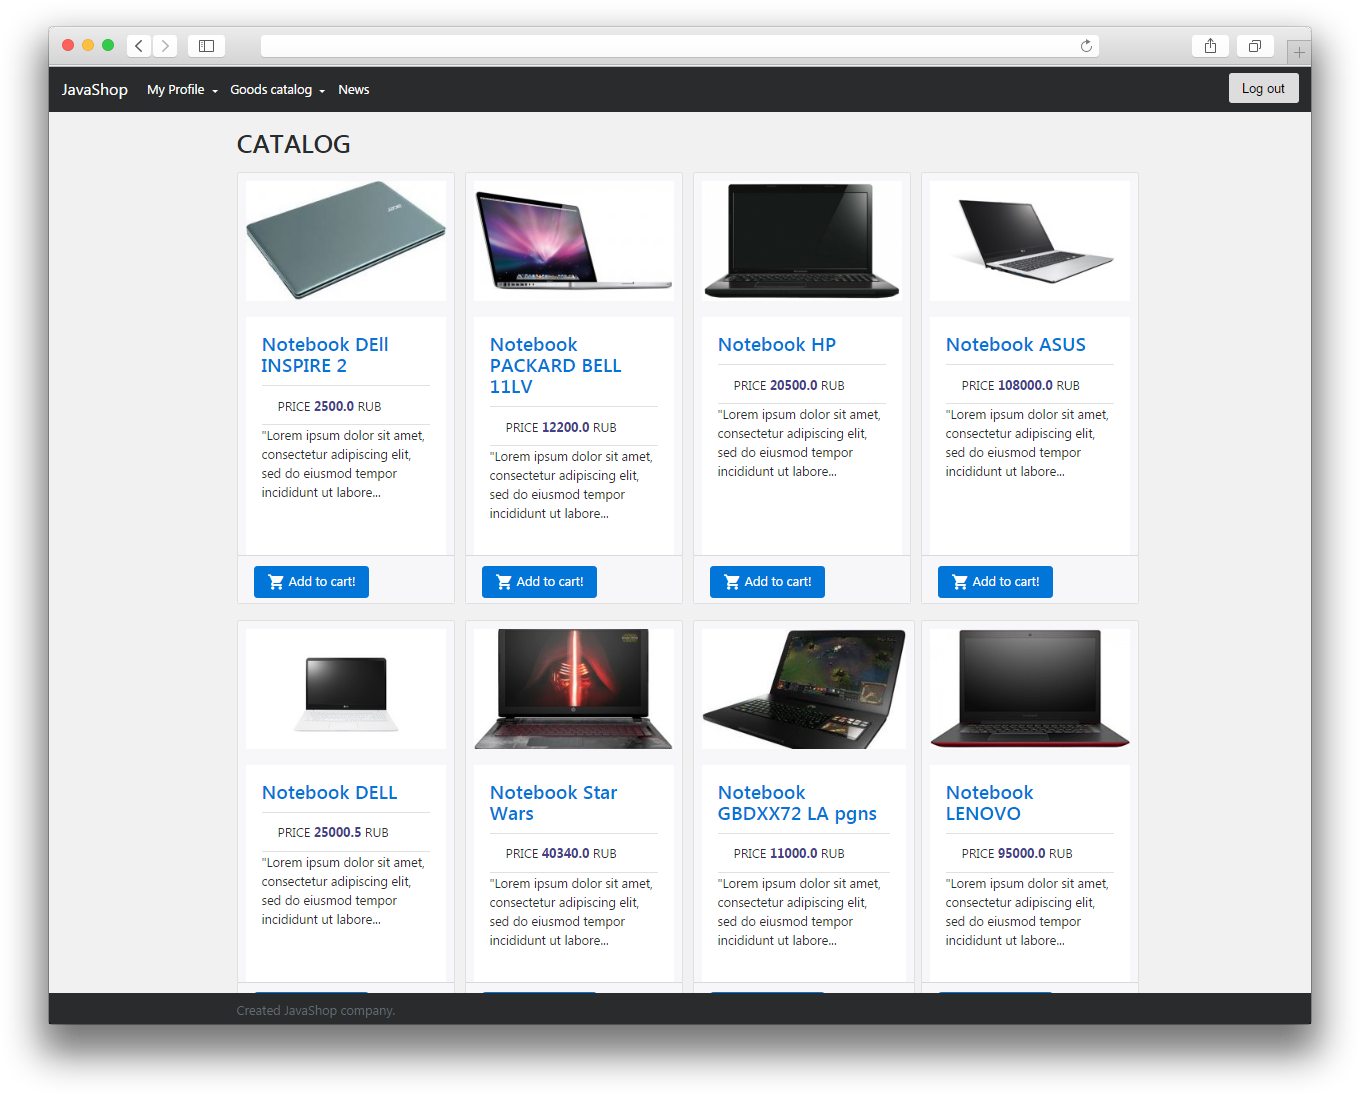 JavaShop My Profile Goods catalog News Log out
CATALOG
acer
Notebook DEll
INSPIRE 2
PRICE 2500.0 RUB
"Lorem ipsum dolor sit amet,
consectetur adipiscing elit,
sed do eiusmod tempor
incididunt ut labore...
Add to cart!
Notebook
PACKARD BELL
11LV
PRICE 12200.0 RUB
"Lorem ipsum dolor sit amet,
consectetur adipiscing elit,
sed do eiusmod tempor
incididunt ut labore...
Add to cart!
Notebook HP
PRICE 20500.0 RUB
"Lorem ipsum dolor sit amet,
consectetur adipiscing elit,
sed do eiusmod tempor
incididunt ut labore...
Add to cart!
Notebook ASUS
PRICE 108000.0 RUB
"Lorem ipsum dolor sit amet,
consectetur adipiscing elit,
sed do eiusmod tempor
incididunt ut labore...
Add to cart!
Notebook DELL
PRICE 25000.5 RUB
"Lorem ipsum dolor sit amet,
consectetur adipiscing elit,
sed do eiusmod tempor
incididunt ut labore...
Notebook Star
Wars
PRICE 40340.0 RUB
"Lorem ipsum dolor sit amet,
consectetur adipiscing elit,
sed do eiusmod tempor
incididunt ut labore...
Notebook
GBDXX72 LA pgns
PRICE 11000.0 RUB
"Lorem ipsum dolor sit amet,
consectetur adipiscing elit,
sed do eiusmod tempor
incididunt ut labore...
Notebook
LENOVO
PRICE 95000.0 RUB
"Lorem ipsum dolor sit amet,
consectetur adipiscing elit,
sed do eiusmod tempor
incididunt ut labore...
Created JavaShop company.